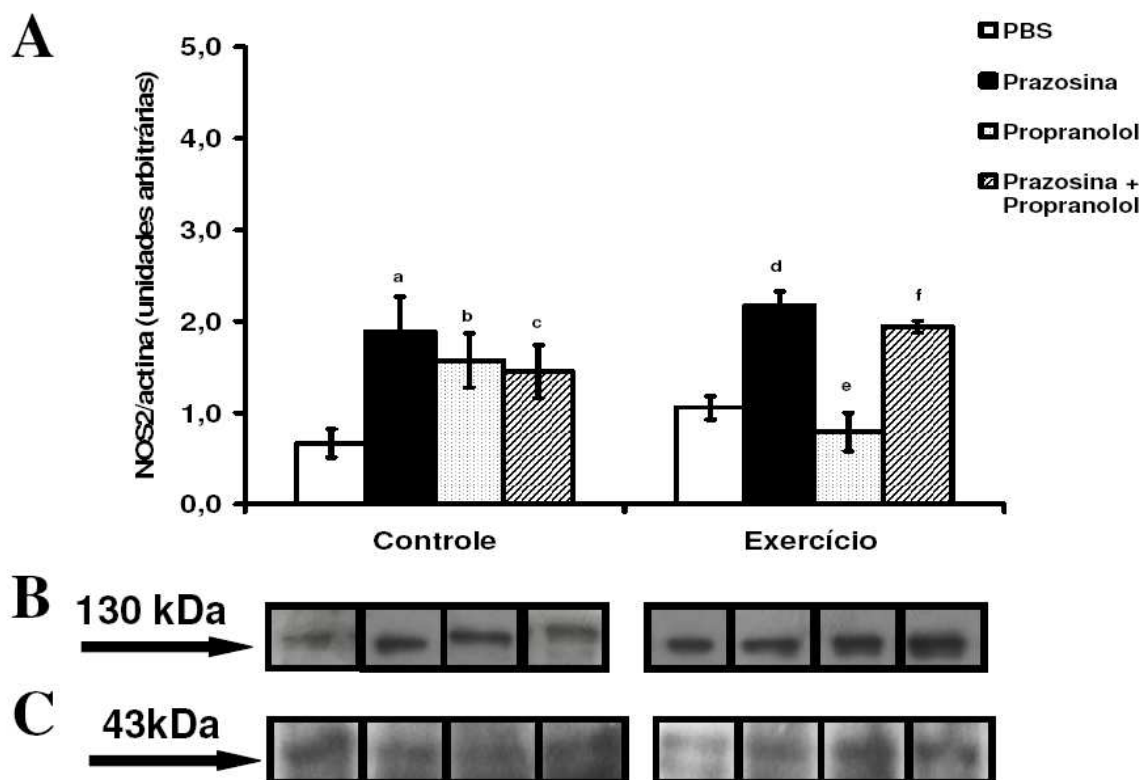 A
NOS2/actina (unidades arbitrárias)
5,0
4,0
3,0
2,0
1,0
0,0
a
b
c
d
e
f
Controle
Exercício
PBS
Prazosina
Propranolol
Prazosina +
Propranolol
B
130 kDa
C
43kDa